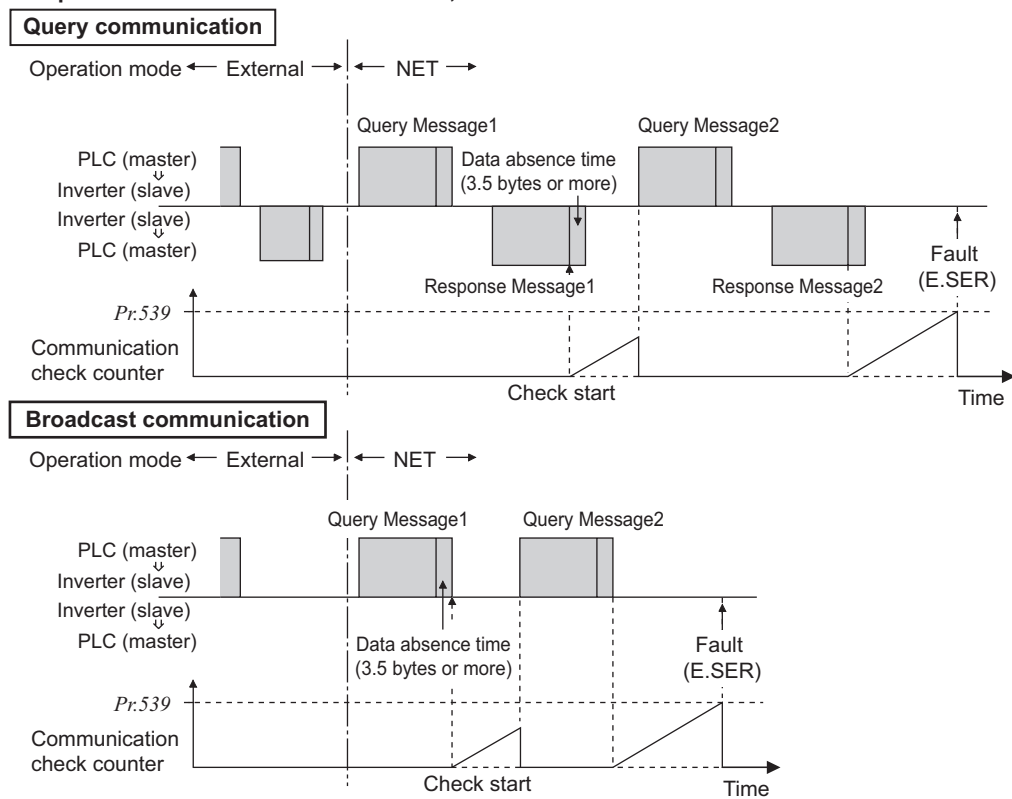 Query communication
Operation mode External NET
Query Message1 Query Message2
PLC (master)
Inverter (slave)
Inverter (slave)
PLC (master)
Data absence time
(3.5 bytes or more)
Response Message1 Response Message2
Fault
(E.SER)
Pr.539
Communication
check counter
Check start
Time
Broadcast communication
Operation mode External NET
Query Message1 Query Message2
PLC (master)
Inverter (slave)
Inverter (slave)
PLC (master)
Data absence time
(3.5 bytes or more)
Fault
(E.SER)
Pr.539
Communication
check counter
Check start
Time